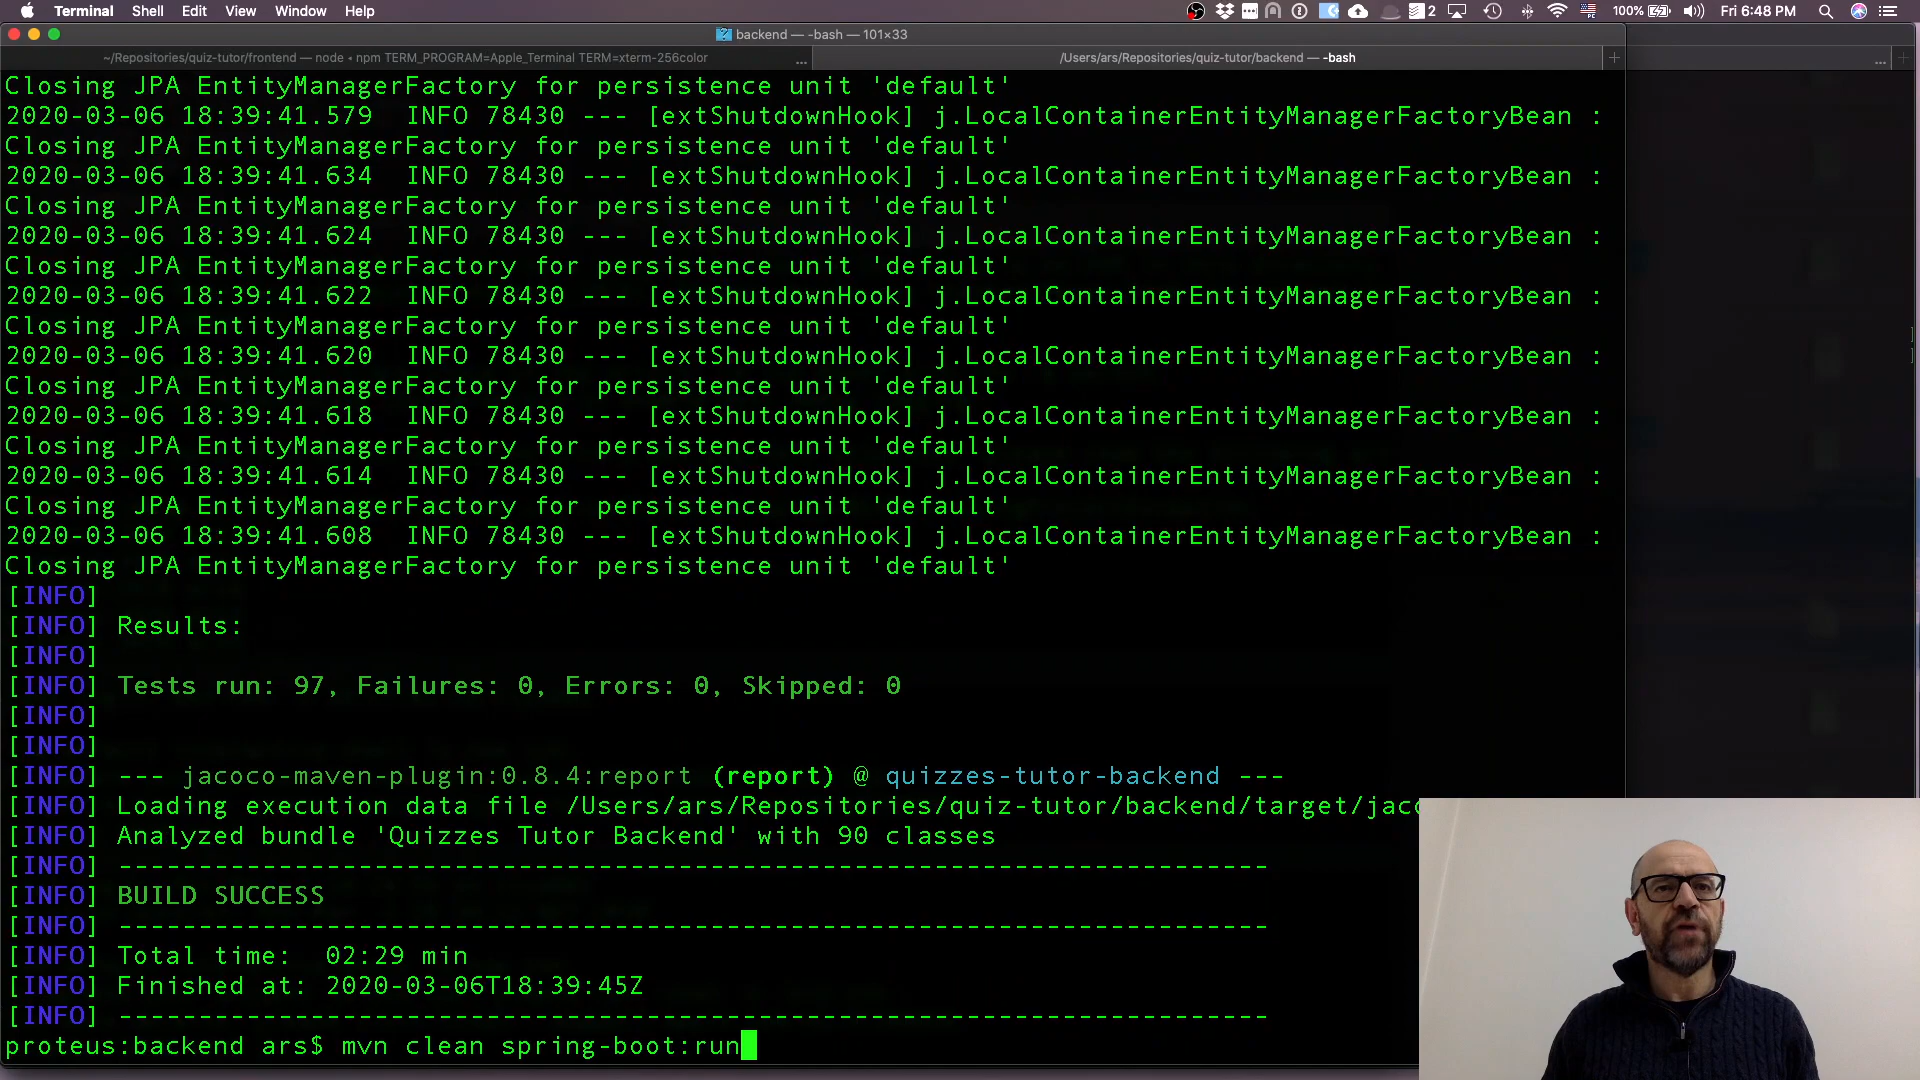 Terminal Shell Edit View Window Help 2 100% Fri 6:48 PM
backend — -bash — 101×33
~/Repositories/quiz-tutor/frontend — node ◂ npm TERM_PROGRAM=Apple_Terminal TERM=xterm-256color ... /Users/ars/Repositories/quiz-tutor/backend — -bash + ... +
Closing JPA EntityManagerFactory for persistence unit 'default'
2020-03-06 18:39:41.579  INFO 78430 --- [extShutdownHook] j.LocalContainerEntityManagerFactoryBean :
Closing JPA EntityManagerFactory for persistence unit 'default'
2020-03-06 18:39:41.634  INFO 78430 --- [extShutdownHook] j.LocalContainerEntityManagerFactoryBean :
Closing JPA EntityManagerFactory for persistence unit 'default'
2020-03-06 18:39:41.624  INFO 78430 --- [extShutdownHook] j.LocalContainerEntityManagerFactoryBean :
Closing JPA EntityManagerFactory for persistence unit 'default'
2020-03-06 18:39:41.622  INFO 78430 --- [extShutdownHook] j.LocalContainerEntityManagerFactoryBean :
Closing JPA EntityManagerFactory for persistence unit 'default'
2020-03-06 18:39:41.620  INFO 78430 --- [extShutdownHook] j.LocalContainerEntityManagerFactoryBean :
Closing JPA EntityManagerFactory for persistence unit 'default'
2020-03-06 18:39:41.618  INFO 78430 --- [extShutdownHook] j.LocalContainerEntityManagerFactoryBean :
Closing JPA EntityManagerFactory for persistence unit 'default'
2020-03-06 18:39:41.614  INFO 78430 --- [extShutdownHook] j.LocalContainerEntityManagerFactoryBean :
Closing JPA EntityManagerFactory for persistence unit 'default'
2020-03-06 18:39:41.608  INFO 78430 --- [extShutdownHook] j.LocalContainerEntityManagerFactoryBean :
Closing JPA EntityManagerFactory for persistence unit 'default'
[INFO]
[INFO] Results:
[INFO]
[INFO] Tests run: 97, Failures: 0, Errors: 0, Skipped: 0
[INFO]
[INFO]
[INFO] --- jacoco-maven-plugin:0.8.4:report (report) @ quizzes-tutor-backend ---
[INFO] Loading execution data file /Users/ars/Repositories/quiz-tutor/backend/target/jac
[INFO] Analyzed bundle 'Quizzes Tutor Backend' with 90 classes
[INFO] ------------------------------------------------------------------------
[INFO] BUILD SUCCESS
[INFO] ------------------------------------------------------------------------
[INFO] Total time:  02:29 min
[INFO] Finished at: 2020-03-06T18:39:45Z
[INFO] ------------------------------------------------------------------------
proteus:backend ars$ mvn clean spring-boot:run